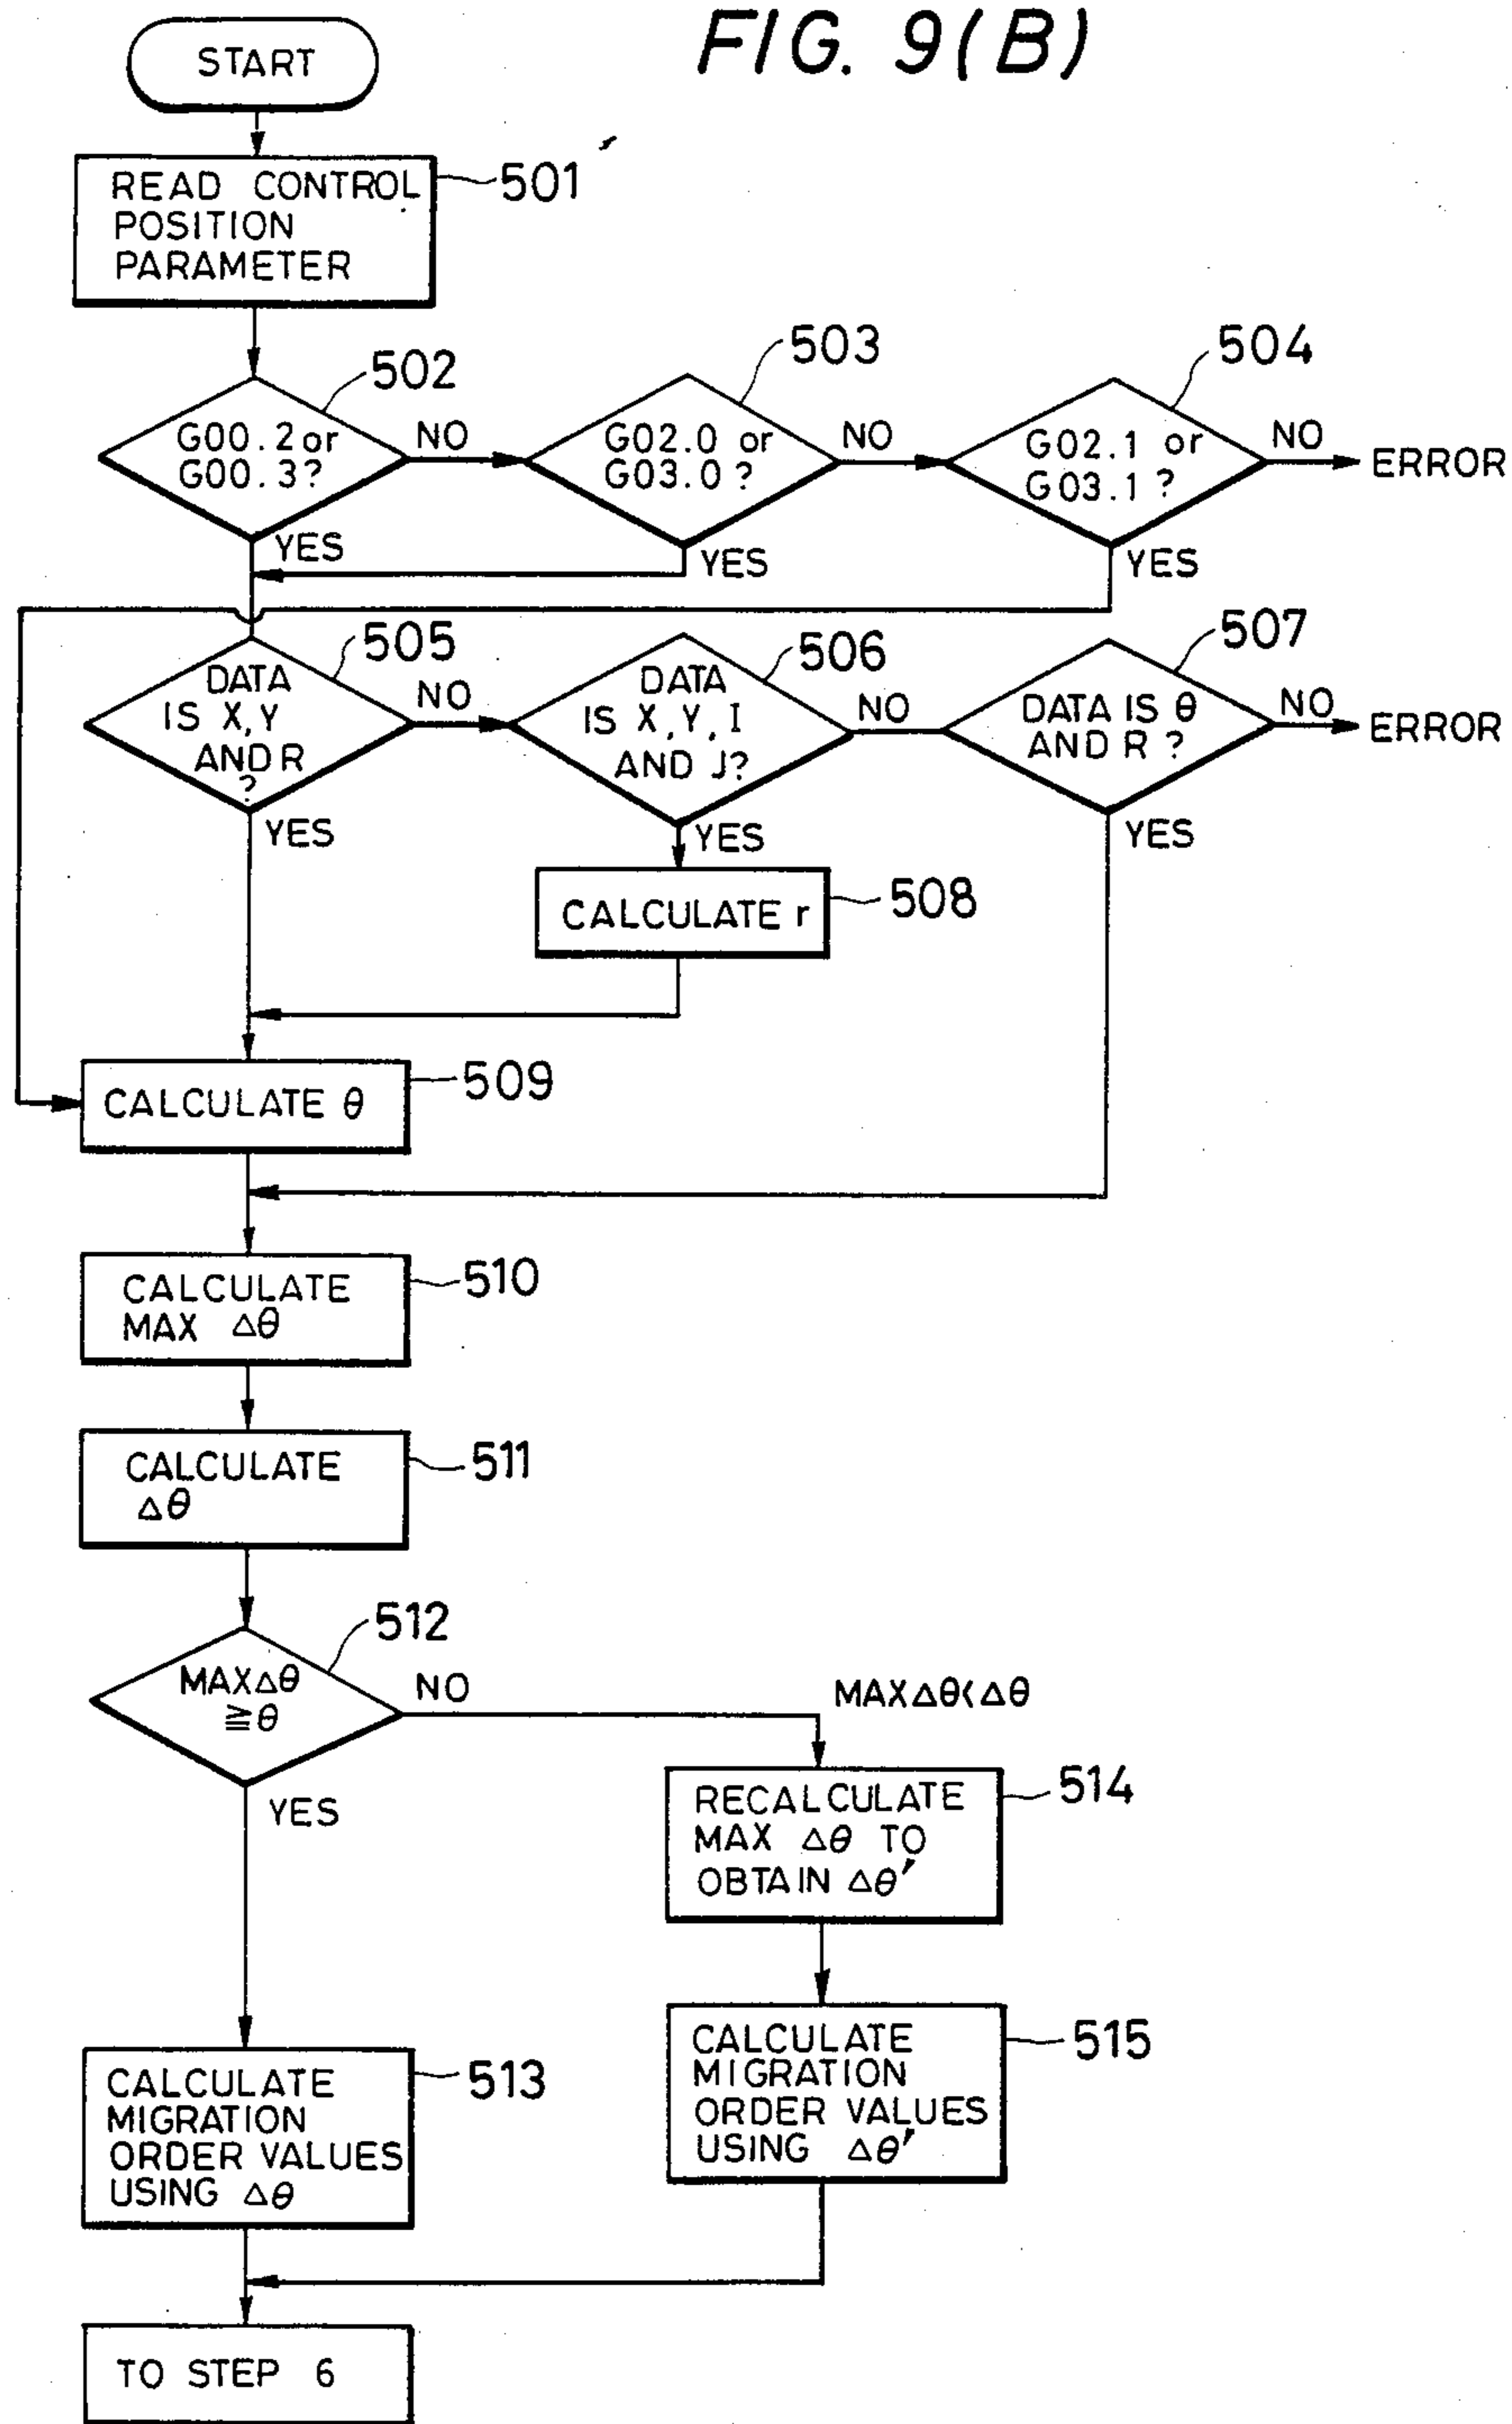 FIG. 9(B)
START
READ CONTROL
POSITION
PARAMETER
501
502
G00.2 or
G00.3?
NO
YES
503
G02.0 or
G03.0 ?
NO
YES
504
G02.1 or
G03.1 ?
NO
ERROR
YES
505
DATA
IS X,Y
AND R
?
NO
YES
506
DATA
IS X,Y,I
AND J?
NO
YES
507
DATA IS θ
AND R ?
NO
ERROR
YES
CALCULATE r
508
CALCULATE θ
509
CALCULATE
MAX Δθ
510
CALCULATE
Δθ
511
512
MAXΔθ
≧θ
NO
MAXΔθ<Δθ
YES
RECALCULATE
MAX Δθ TO
OBTAIN Δθ'
514
CALCULATE
MIGRATION
ORDER VALUES
USING Δθ'
515
CALCULATE
MIGRATION
ORDER VALUES
USING Δθ
513
TO STEP 6